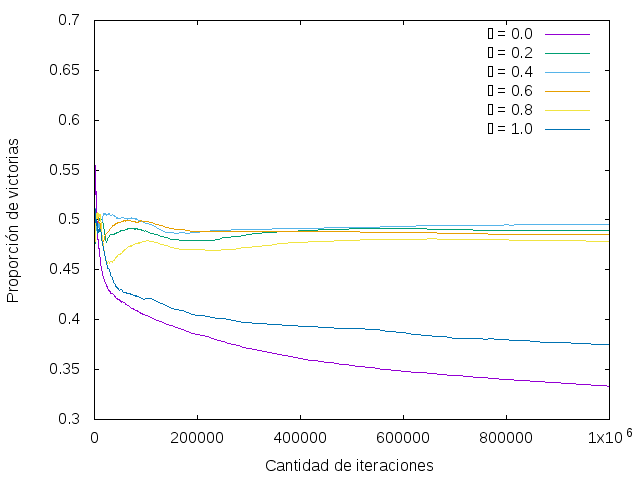 0.7
0.65
0.6
0.55
0.5
0.45
0.4
0.35
0.3
▯ = 0.0
▯ = 0.2
▯ = 0.4
▯ = 0.6
▯ = 0.8
▯ = 1.0
Proporción de victorias
0
200000
400000
600000
800000
1x10⁶
Cantidad de iteraciones